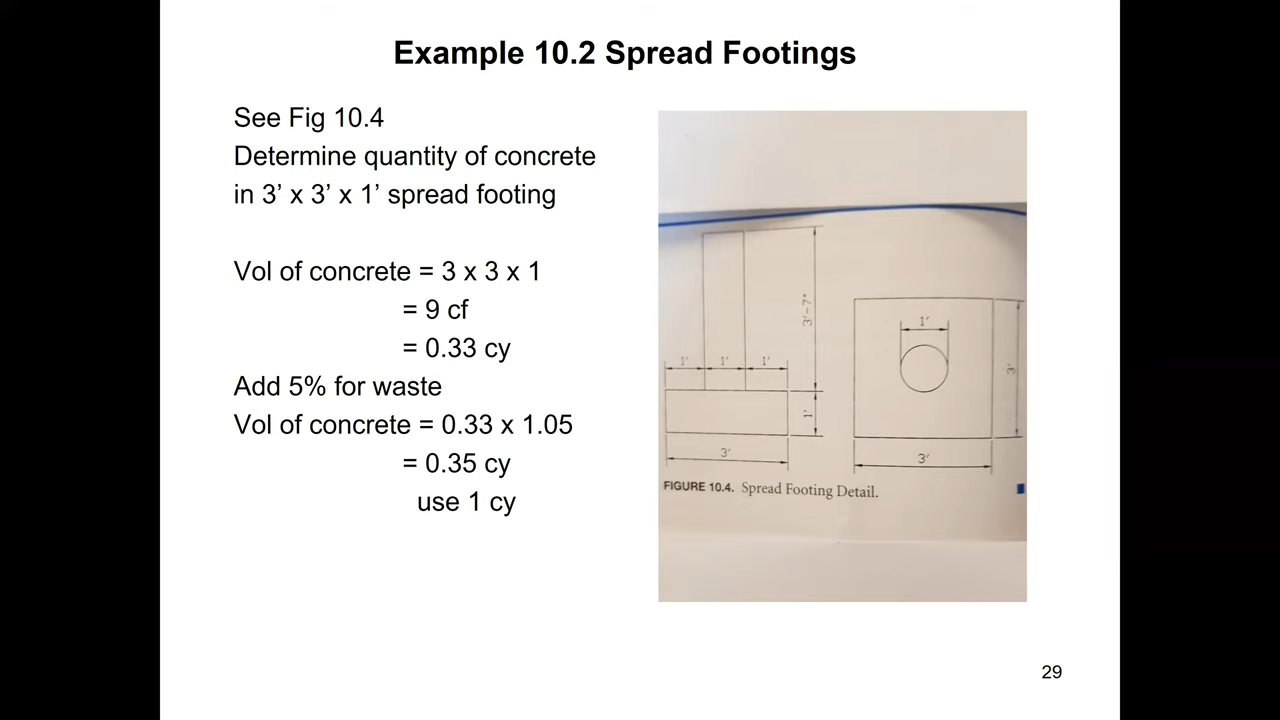 Example 10.2 Spread Footings
See Fig 10.4
Determine quantity of concrete
in 3’ x 3’ x 1’ spread footing
Vol of concrete = 3 x 3 x 1
= 9 cf
= 0.33 cy
Add 5% for waste
Vol of concrete = 0.33 x 1.05
= 0.35 cy
use 1 cy
3'-7"
1' 1' 1'
1'
3'
1'
3'
3'
FIGURE 10.4. Spread Footing Detail.
29